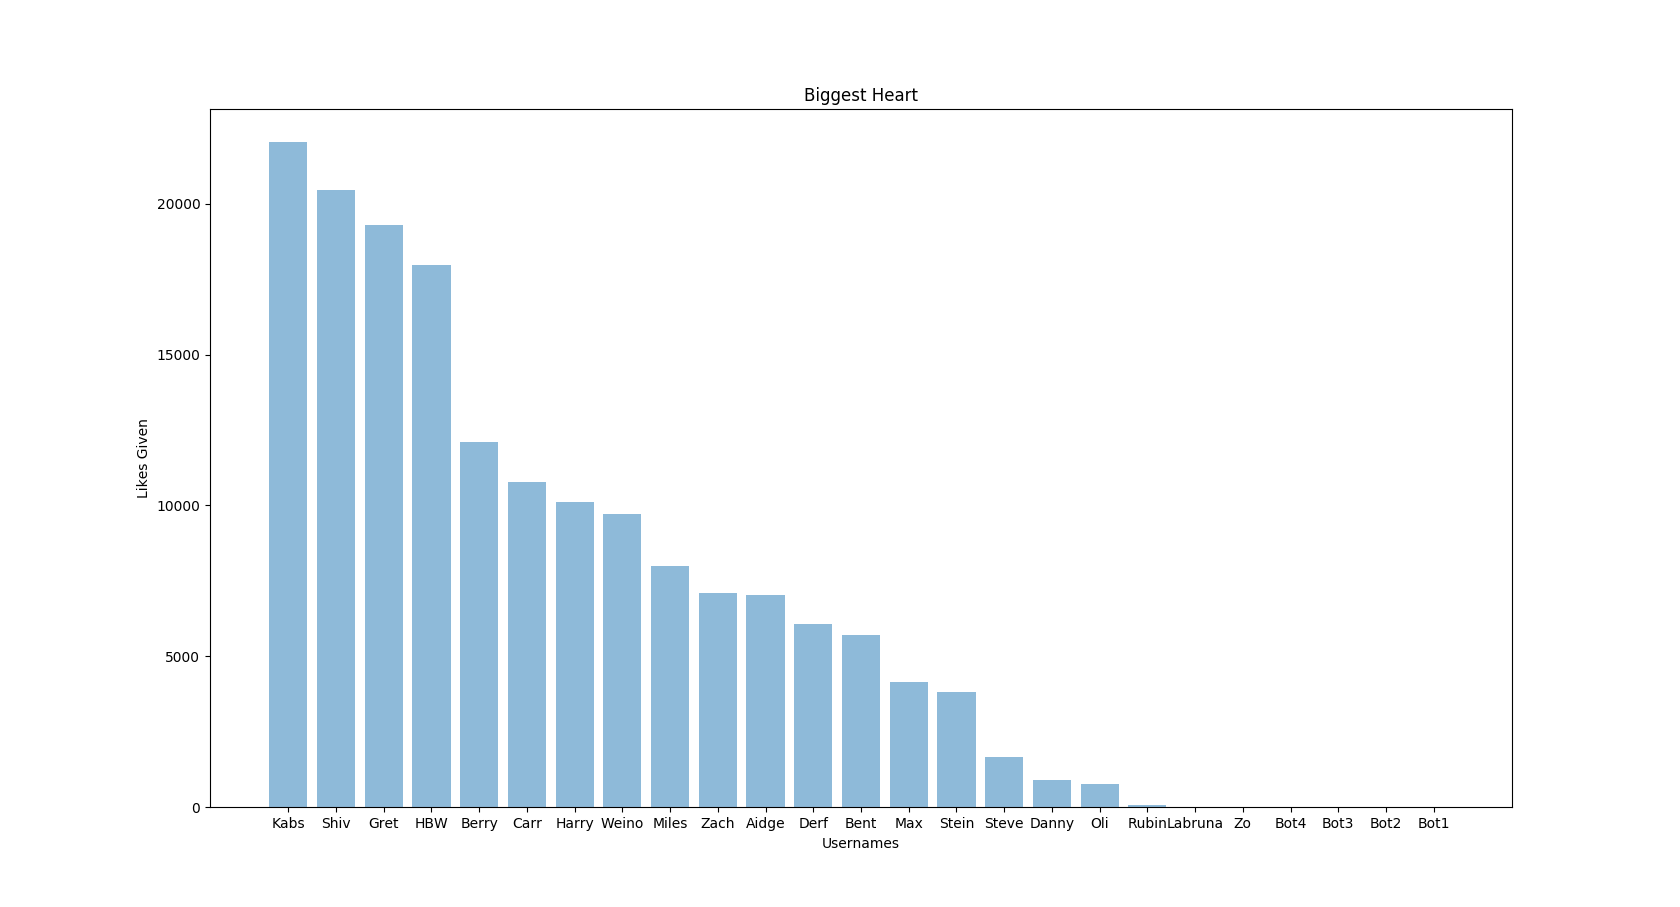 Biggest Heart
20000
15000
10000
5000
0
Likes Given
Kabs Shiv Gret HBW Berry Carr Harry Weino Miles Zach Aidge Derf Bent Max Stein Steve Danny Oli Rubin Labruna Zo Bot4 Bot3 Bot2 Bot1
Usernames